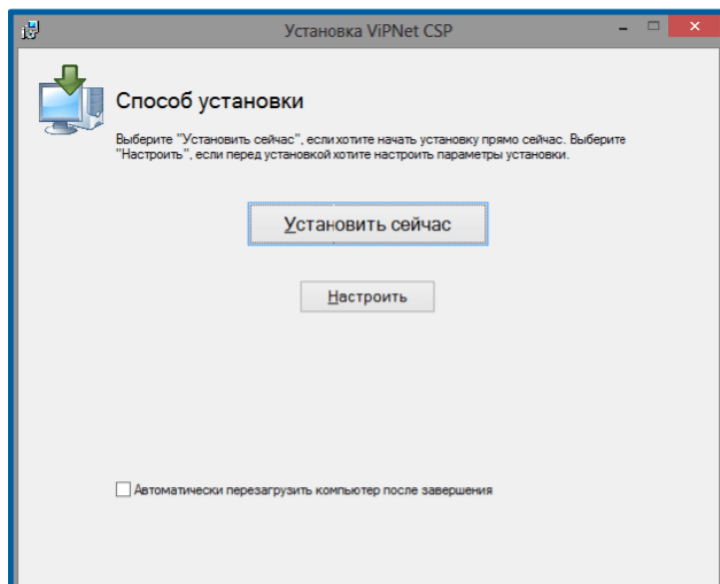 Установка ViPNet CSP
Способ установки
Выберите "Установить сейчас", если хотите начать установку прямо сейчас. Выберите
"Настроить", если перед установкой хотите настроить параметры установки.
Установить сейчас
Настроить
Автоматически перезагрузить компьютер после завершения